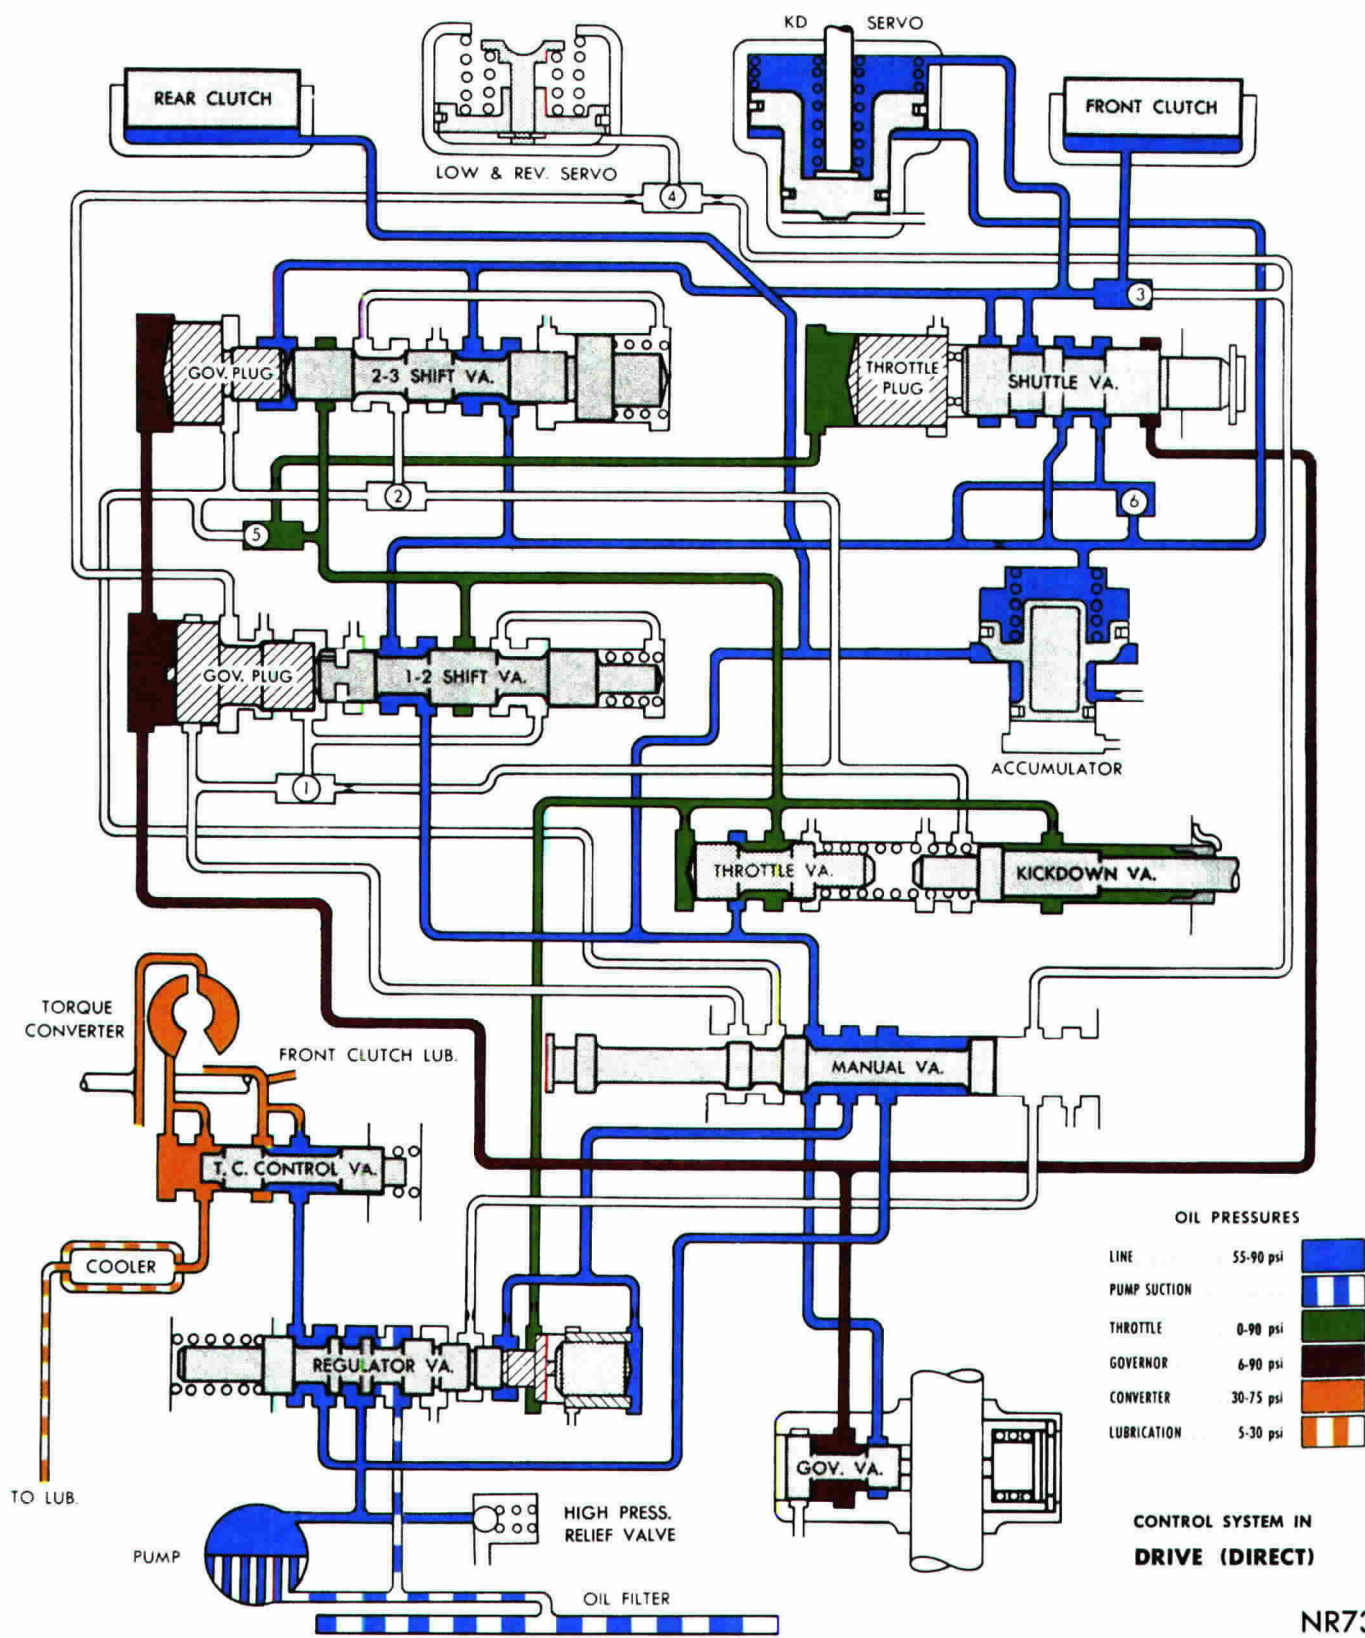 KD SERVO
REAR CLUTCH
FRONT CLUTCH
LOW & REV. SERVO
4
3
GOV. PLUG
2-3 SHIFT VA.
THROTTLE
PLUG
SHUTTLE VA.
2
6
5
GOV. PLUG
1-2 SHIFT VA.
ACCUMULATOR
1
THROTTLE VA.
KICKDOWN VA.
TORQUE
CONVERTER
FRONT CLUTCH LUB.
MANUAL VA.
T. C. CONTROL VA.
COOLER
OIL PRESSURES
LINE 55-90 psi
PUMP SUCTION
THROTTLE 0-90 psi
GOVERNOR 6-90 psi
CONVERTER 30-75 psi
LUBRICATION 5-30 psi
REGULATOR VA.
GOV. VA.
TO LUB.
HIGH PRESS.
RELIEF VALVE
PUMP
OIL FILTER
CONTROL SYSTEM IN
DRIVE (DIRECT)